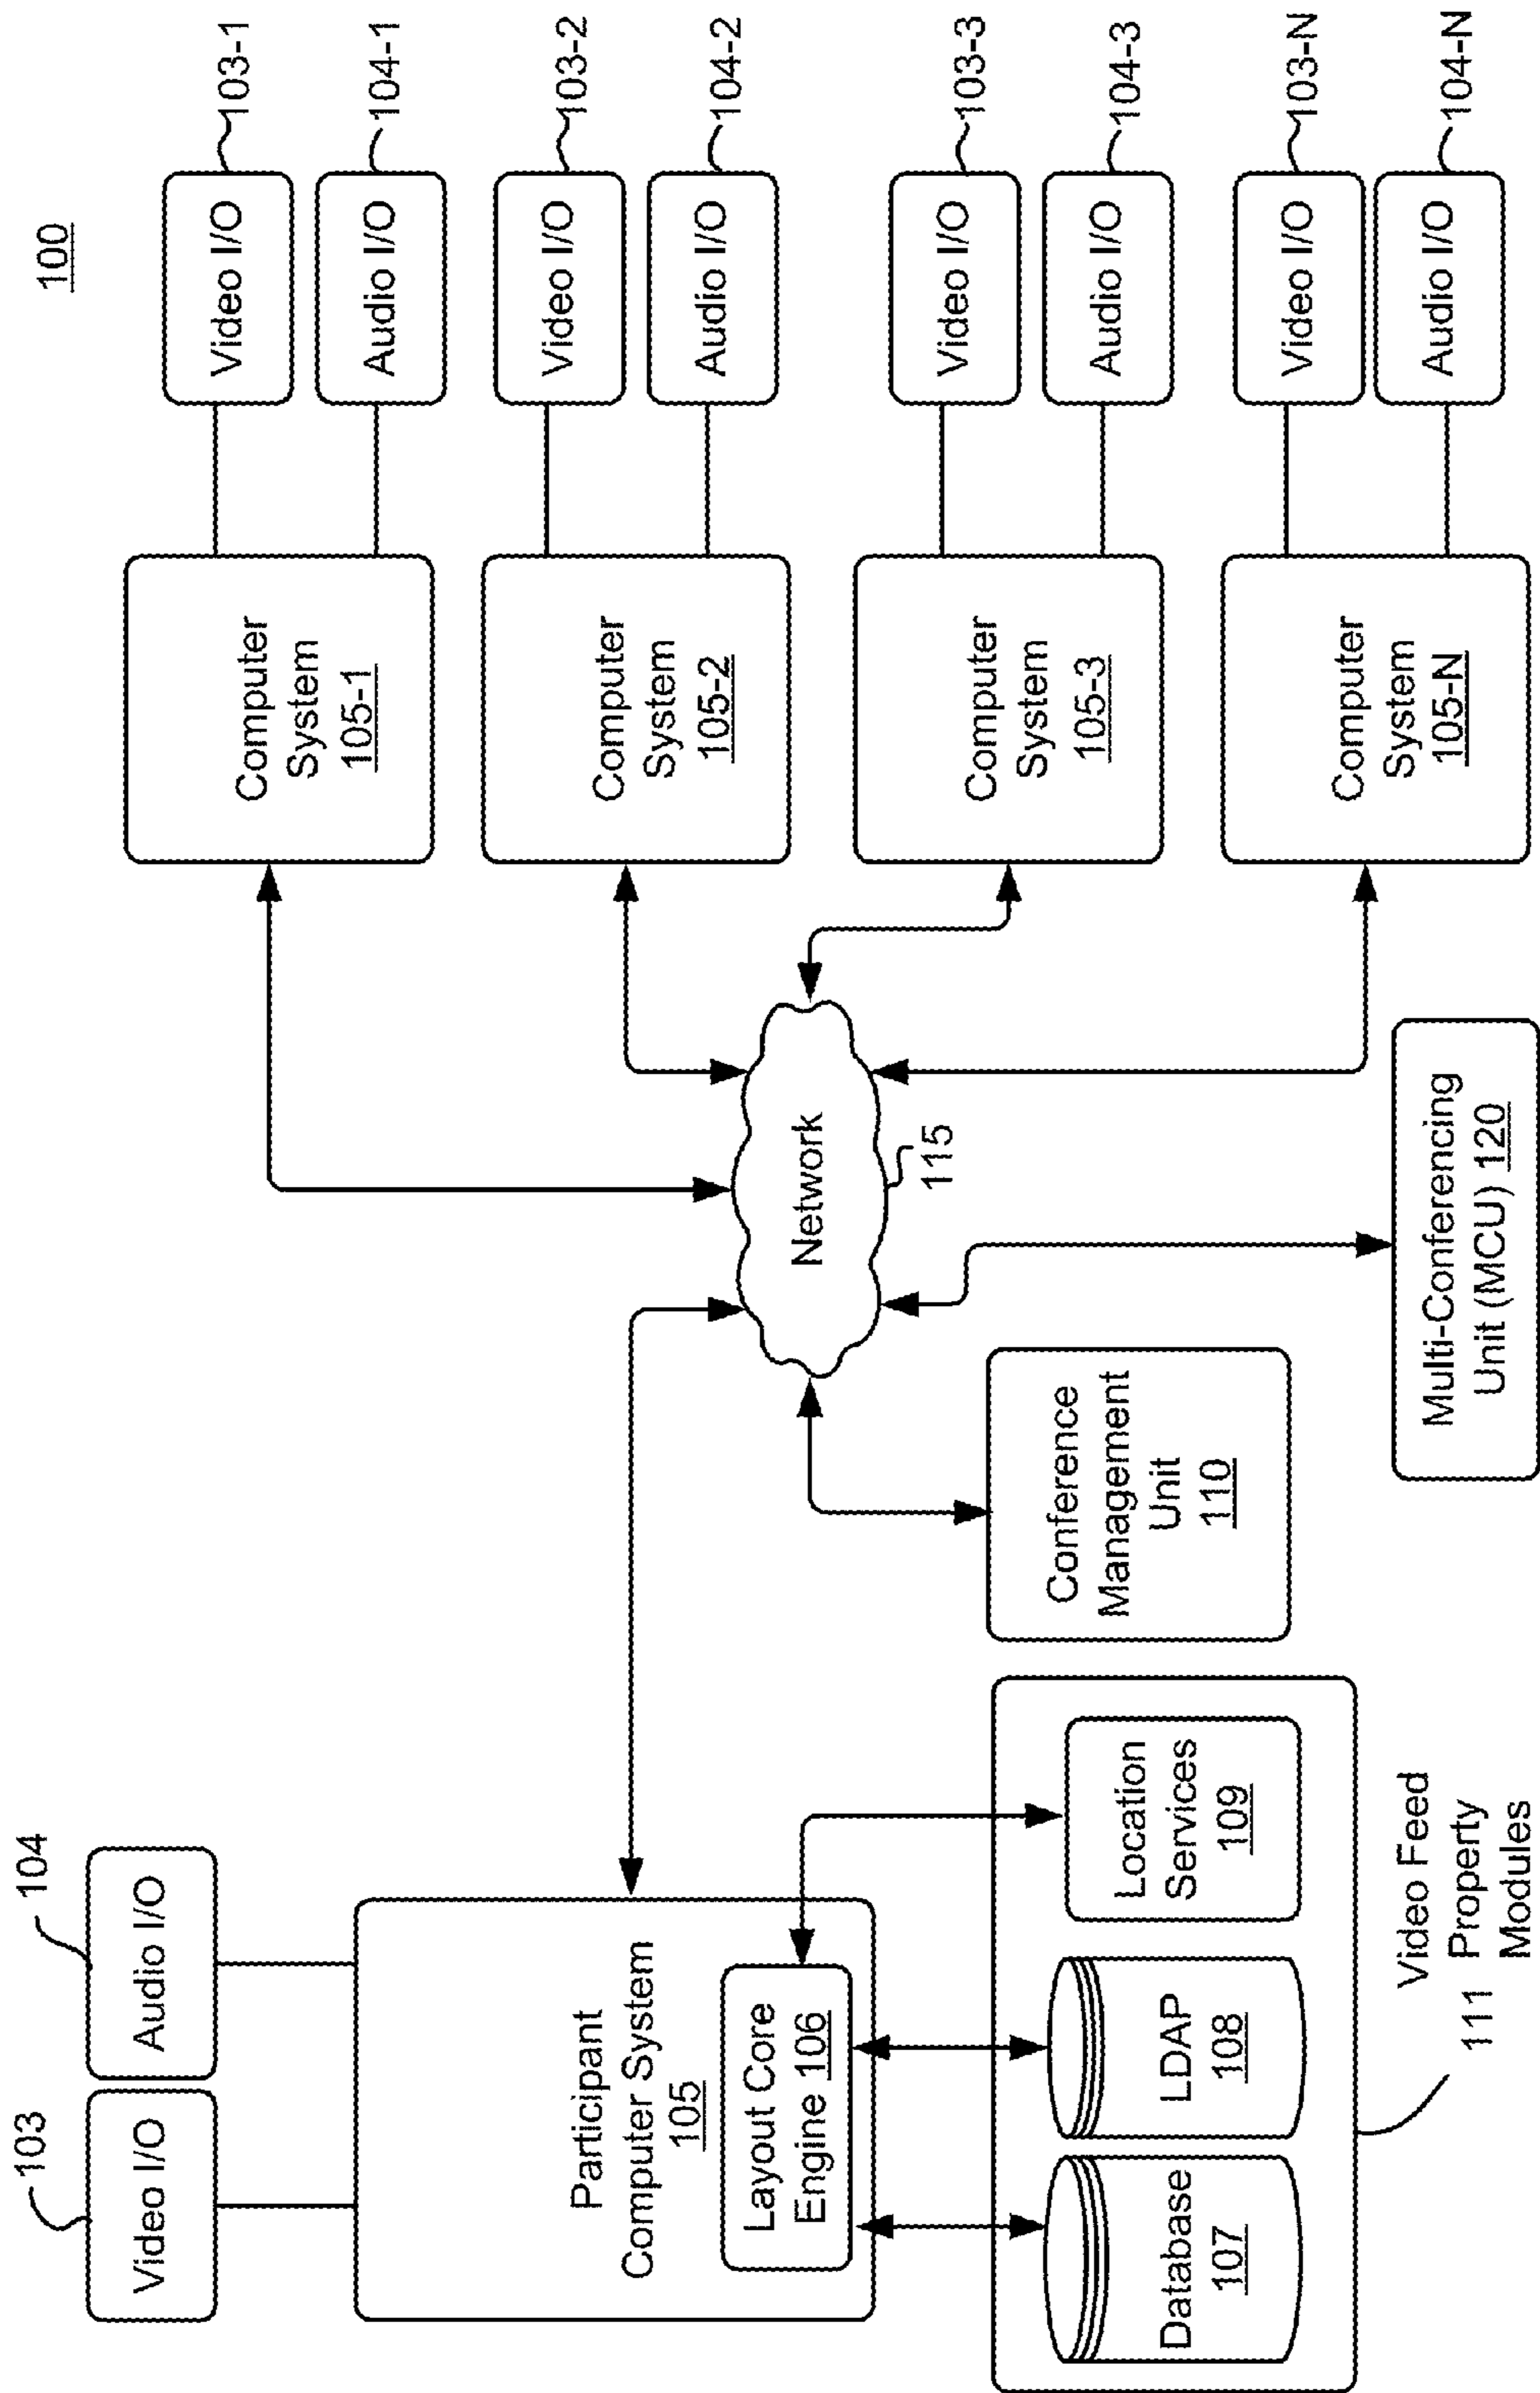 100
103
104
Video I/O
Audio I/O
Participant
Computer System
105
Layout Core
Engine 106
Database
107
LDAP
108
Location
Services
109
111
Video Feed
Property
Modules
Conference
Management
Unit
110
Network
115
Multi-Conferencing
Unit (MCU) 120
Computer
System
105-1
Video I/O
103-1
Audio I/O
104-1
Computer
System
105-2
Video I/O
103-2
Audio I/O
104-2
Computer
System
105-3
Video I/O
103-3
Audio I/O
104-3
Computer
System
105-N
Video I/O
103-N
Audio I/O
104-N